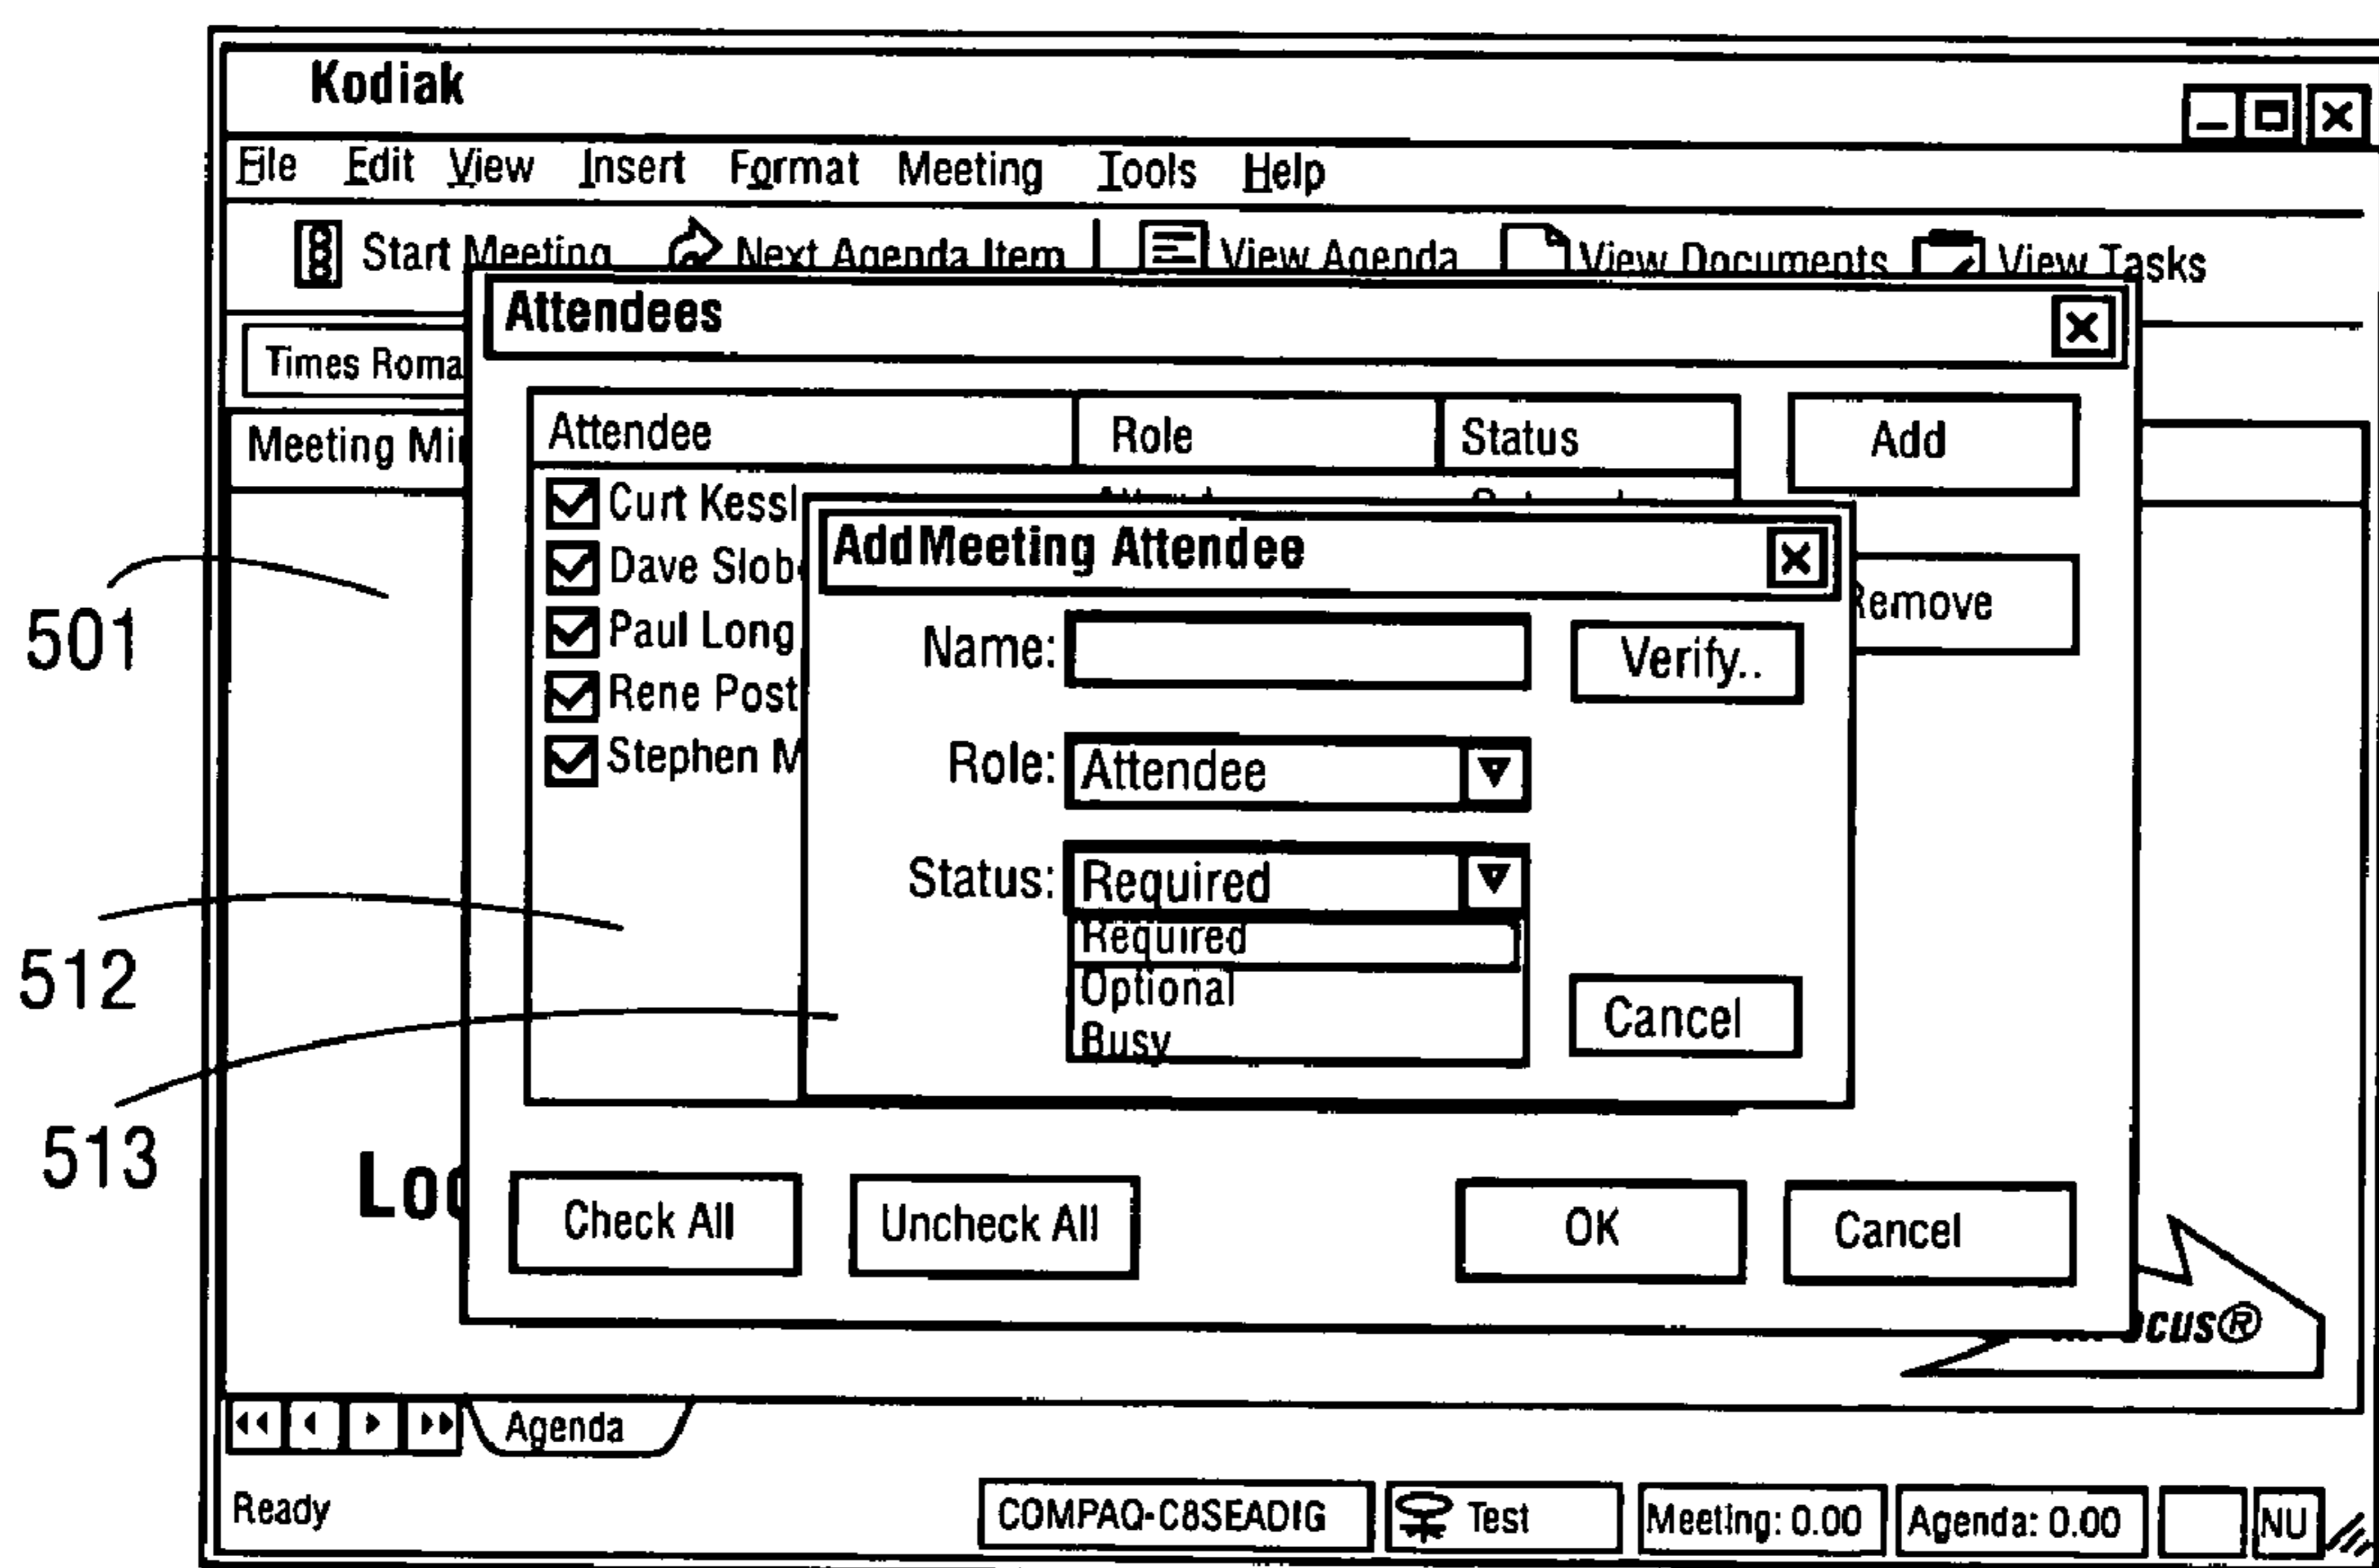 Kodiak
File Edit View Insert Format Meeting Tools Help
Start Meeting Next Agenda Item View Agenda View Documents View Tasks
Attendees
Times Roma
Attendee Role Status Add
Meeting Mi
Curt Kessl
AddMeeting Attendee
Dave Slob
Remove
501
Paul Long
Name: Verify..
Rene Post
Stephen M
Role: Attendee
Status: Required
Required
512
Optional
Cancel
Busy
513
Loc
Check All Uncheck All OK Cancel
cus®
Agenda
Ready COMPAQ-C8SEADIG Test Meeting: 0.00 Agenda: 0.00 NU